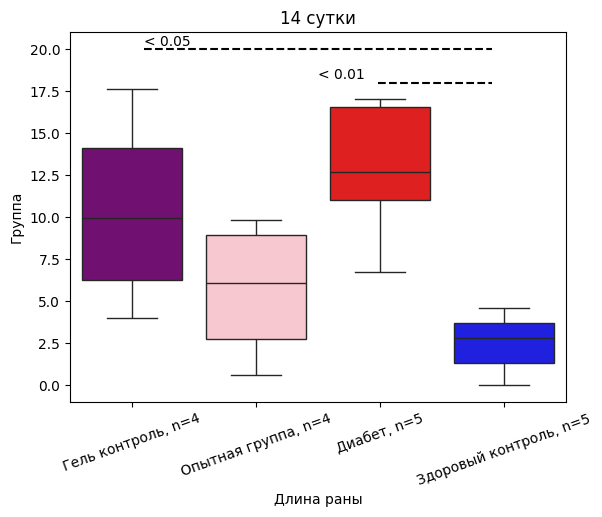 14 сутки
< 0.05
< 0.01
Группа
20.0
17.5
15.0
12.5
10.0
7.5
5.0
2.5
0.0
Гель контроль, n=4
Опытная группа, n=4
Диабет, n=5
Здоровый контроль, n=5
Длина раны